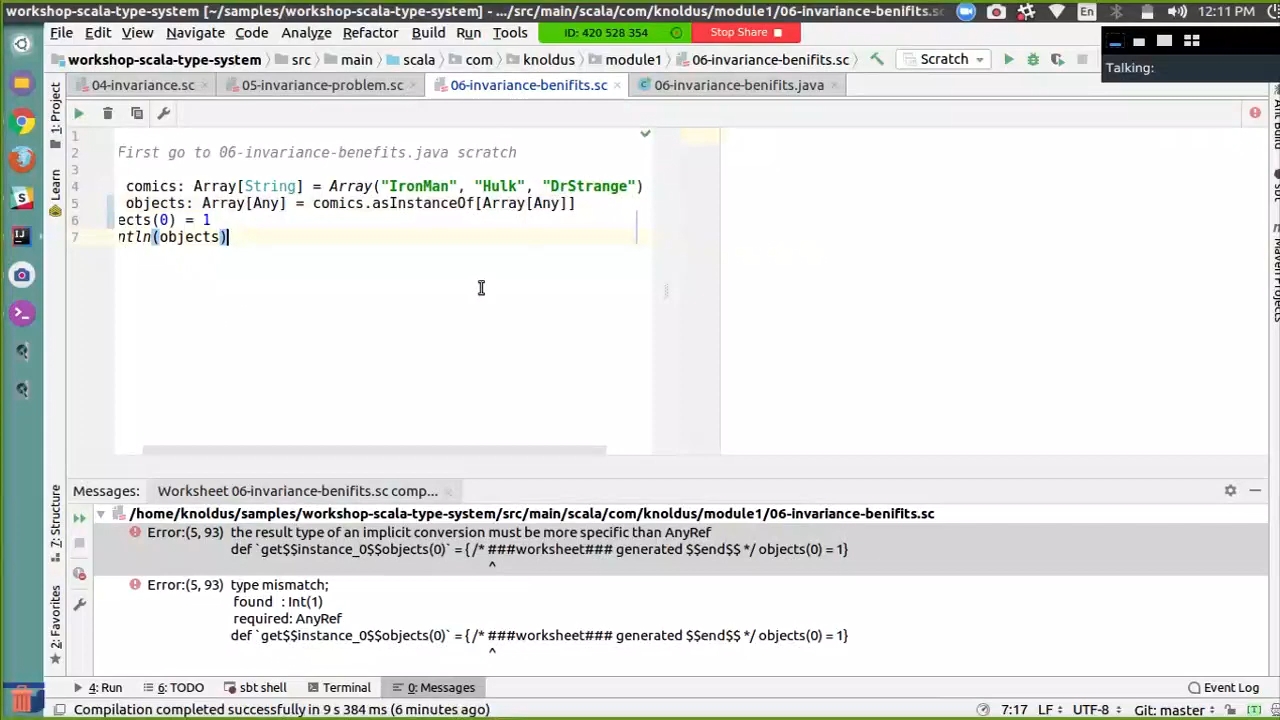 workshop-scala-type-system [~/samples/workshop-scala-type-system] - .../src/main/scala/com/knoldus/module1/06-invariance-benifits.sc
En
12:11 PM
File Edit View Navigate Code Analyze Refactor Build Run Tools
ID: 420 528 354
Stop Share
workshop-scala-type-system src main scala com knoldus module1 06-invariance-benifits.sc
Scratch
Talking:
04-invariance.sc
05-invariance-problem.sc
06-invariance-benifits.sc
06-invariance-benifits.java
1: Project
Learn
Ant Build
Maven Projects
1
2 First go to 06-invariance-benefits.java scratch
3
4 comics: Array[String] = Array("IronMan", "Hulk", "DrStrange")
5 objects: Array[Any] = comics.asInstanceOf[Array[Any]]
6 ects(0) = 1
7 ntln(objects)
Messages: Worksheet 06-invariance-benifits.sc comp...
/home/knoldus/samples/workshop-scala-type-system/src/main/scala/com/knoldus/module1/06-invariance-benifits.sc
Error:(5, 93) the result type of an implicit conversion must be more specific than AnyRef
def `get$$instance_0$$objects(0)` = {/* ###worksheet### generated $$end$$ */ objects(0) = 1}
^
Error:(5, 93) type mismatch;
found : Int(1)
required: AnyRef
def `get$$instance_0$$objects(0)` = {/* ###worksheet### generated $$end$$ */ objects(0) = 1}
^
7: Structure
2: Favorites
4: Run 6: TODO sbt shell Terminal 0: Messages
Event Log
Compilation completed successfully in 9 s 384 ms (6 minutes ago)
7:17 LF UTF-8 Git: master [T]